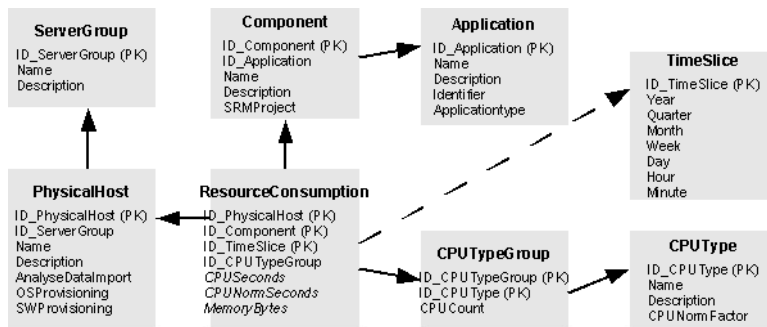 ServerGroup
ID_ServerGroup (PK)
Name
Description
Component
ID_Component (PK)
ID_Application
Name
Description
SRMProject
Application
ID_Application (PK)
Name
Description
Identifier
Applicationtype
TimeSlice
ID_TimeSlice (PK)
Year
Quarter
Month
Week
Day
Hour
Minute
PhysicalHost
ID_PhysicalHost (PK)
ID_ServerGroup
Name
Description
AnalyseDataImport
OSProvisioning
SWProvisioning
ResourceConsumption
ID_PhysicalHost (PK)
ID_Component (PK)
ID_TimeSlice (PK)
ID_CPUTypeGroup
CPUSeconds
CPUNormSeconds
MemoryBytes
CPUTypeGroup
ID_CPUTypeGroup (PK)
ID_CPUType (PK)
CPUCount
CPUType
ID_CPUType (PK)
Name
Description
CPUNormFactor